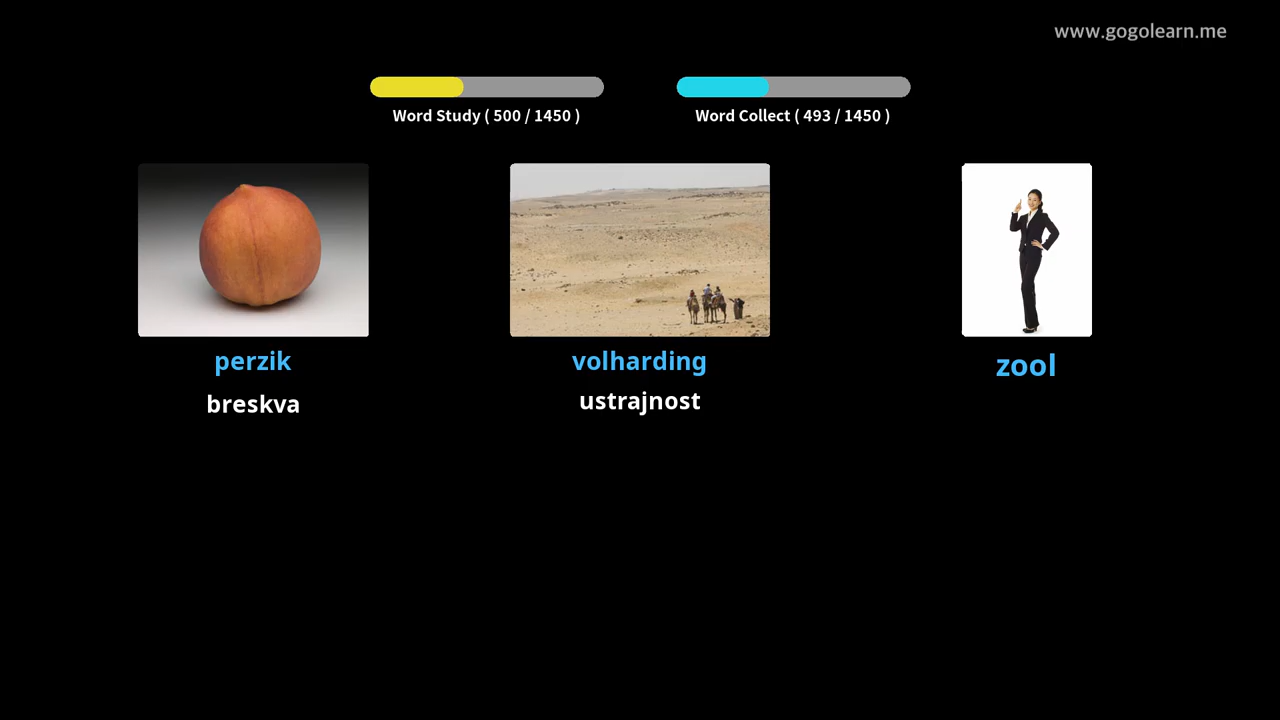 www.gogolearn.me
Word Study ( 500 / 1450 )
Word Collect ( 493 / 1450 )
perzik
volharding
zool
breskva
ustrajnost